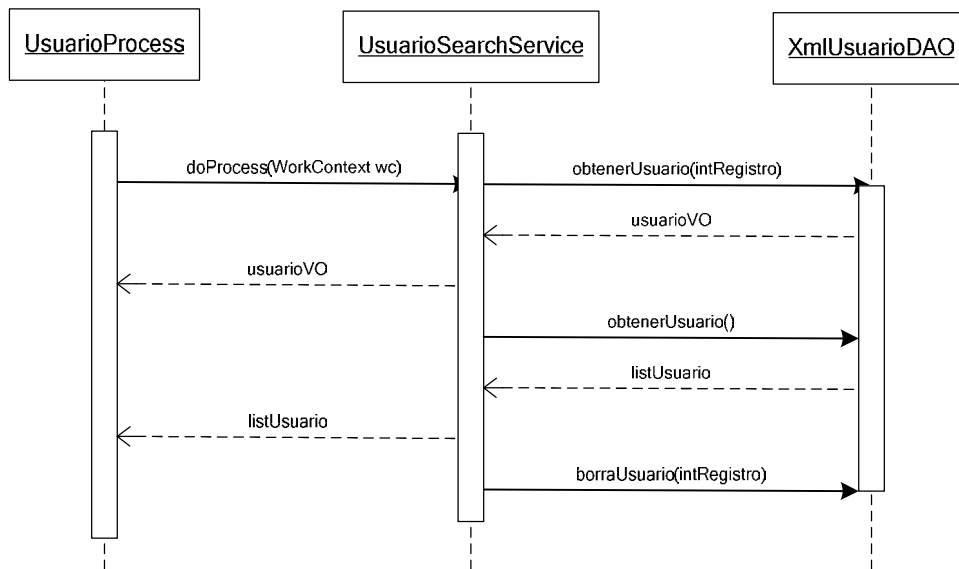 UsuarioProcess
UsuarioSearchService
XmlUsuarioDAO
doProcess(WorkContext wc)
obtenerUsuario(intRegistro)
usuarioVO
usuarioVO
obtenerUsuario()
listUsuario
listUsuario
borraUsuario(intRegistro)